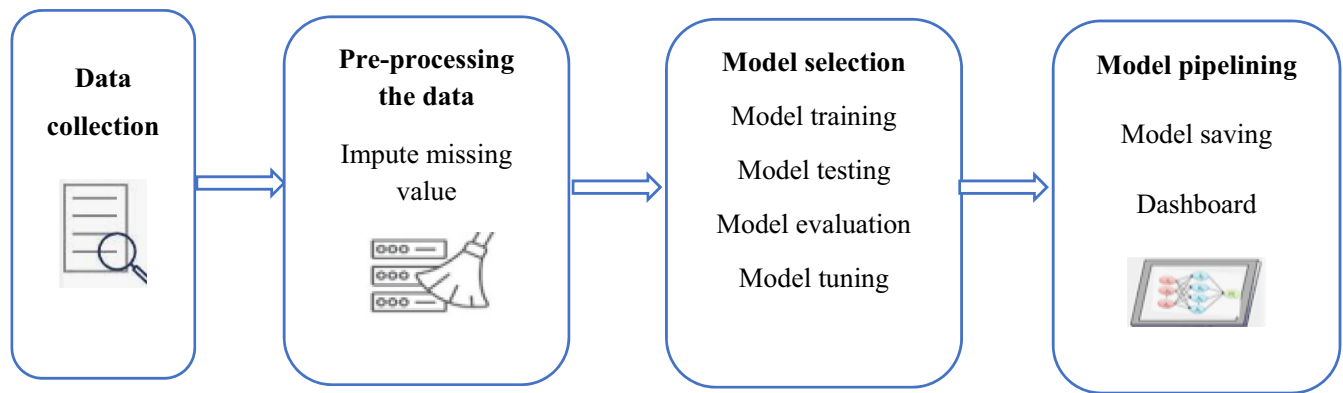 Data
collection
Pre-processing
the data
Impute missing
value
Model selection
Model training
Model testing
Model evaluation
Model tuning
Model pipelining
Model saving
Dashboard